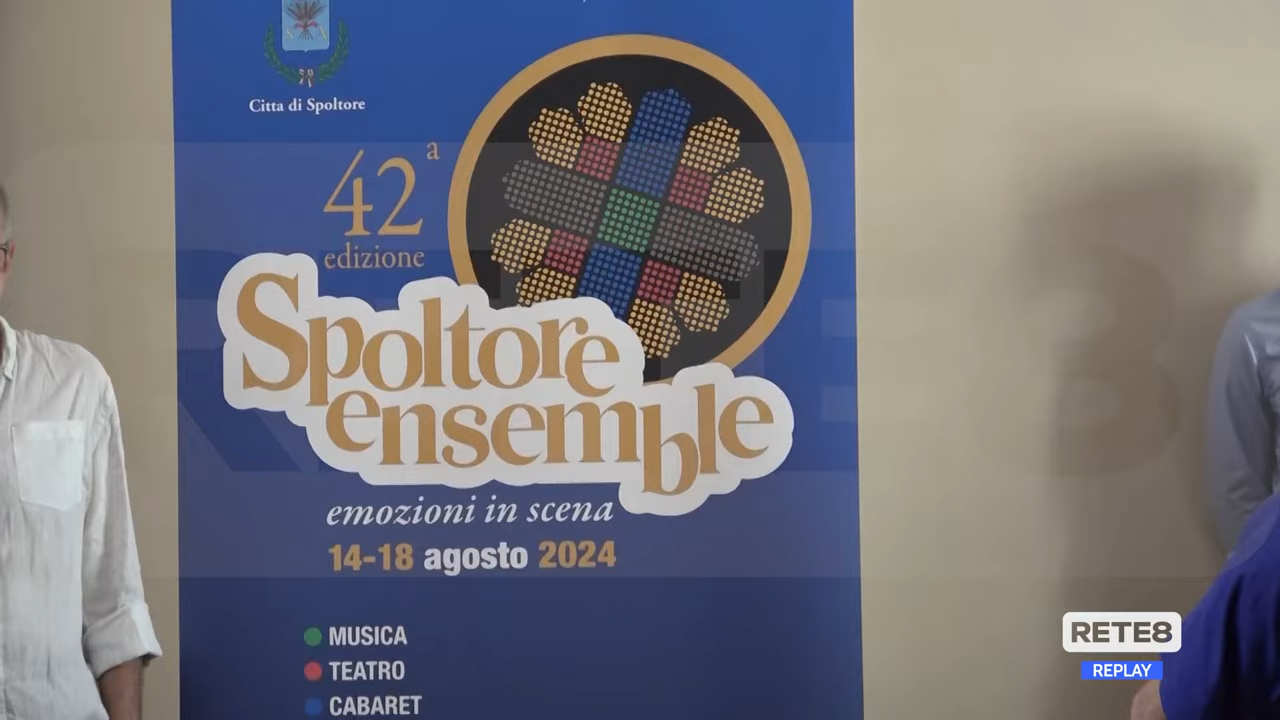 Citta di Spoltore
42ª
edizione
Spoltore
ensemble
emozioni in scena
14-18 agosto 2024
MUSICA
TEATRO
CABARET
RETE8
REPLAY